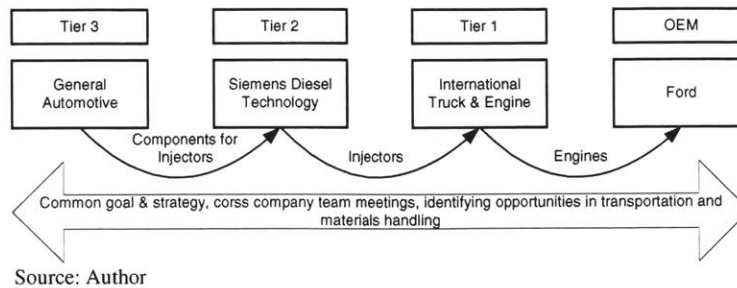 Tier 3
Tier 2
Tier 1
OEM
General
Automotive
Siemens Diesel
Technology
International
Truck & Engine
Ford
Components for
Injectors
Injectors
Engines
Common goal & strategy, corss company team meetings, identifying opportunities in transportation and
materials handling
Source: Author